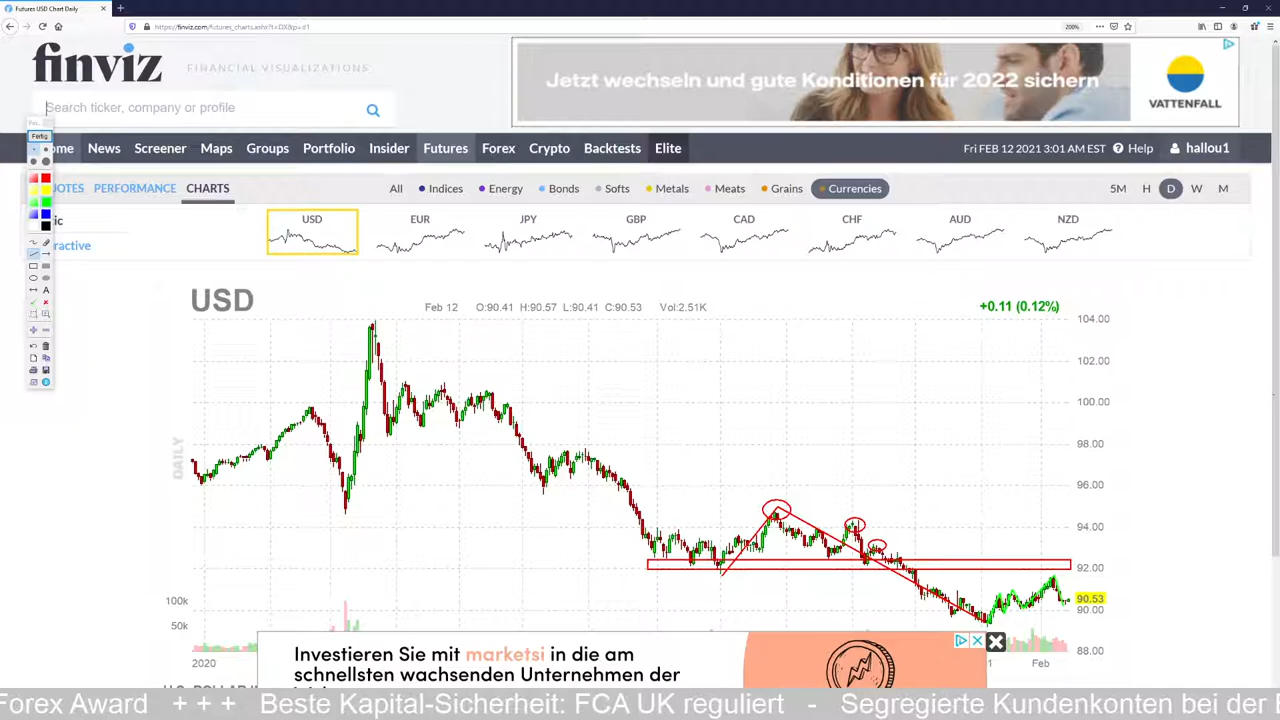 Futures USD Chart Daily
https://finviz.com/futures_charts.ashx?t=DX&p=d1
200%
finviz FINANCIAL VISUALIZATIONS
Search ticker, company or profile
Jetzt wechseln und gute Konditionen für 2022 sichern
VATTENFALL
Fertig
ome News Screener Maps Groups Portfolio Insider Futures Forex Crypto Backtests Elite
Fri FEB 12 2021 3:01 AM EST Help hallou1
OTES PERFORMANCE CHARTS
All Indices Energy Bonds Softs Metals Meats Grains Currencies
5M H D W M
ic
ractive
USD EUR JPY GBP CAD CHF AUD NZD
USD
Feb 12 O:90.41 H:90.57 L:90.41 C:90.53 Vol:2.51K
+0.11 (0.12%)
104.00
102.00
100.00
98.00
96.00
94.00
92.00
90.53
90.00
88.00
DAILY
100k
50k
2020
1 Feb
Investieren Sie mit marketsi in die am
schnellsten wachsenden Unternehmen der
Forex Award + + + Beste Kapital-Sicherheit: FCA UK reguliert - Segregierte Kundenkonten bei der